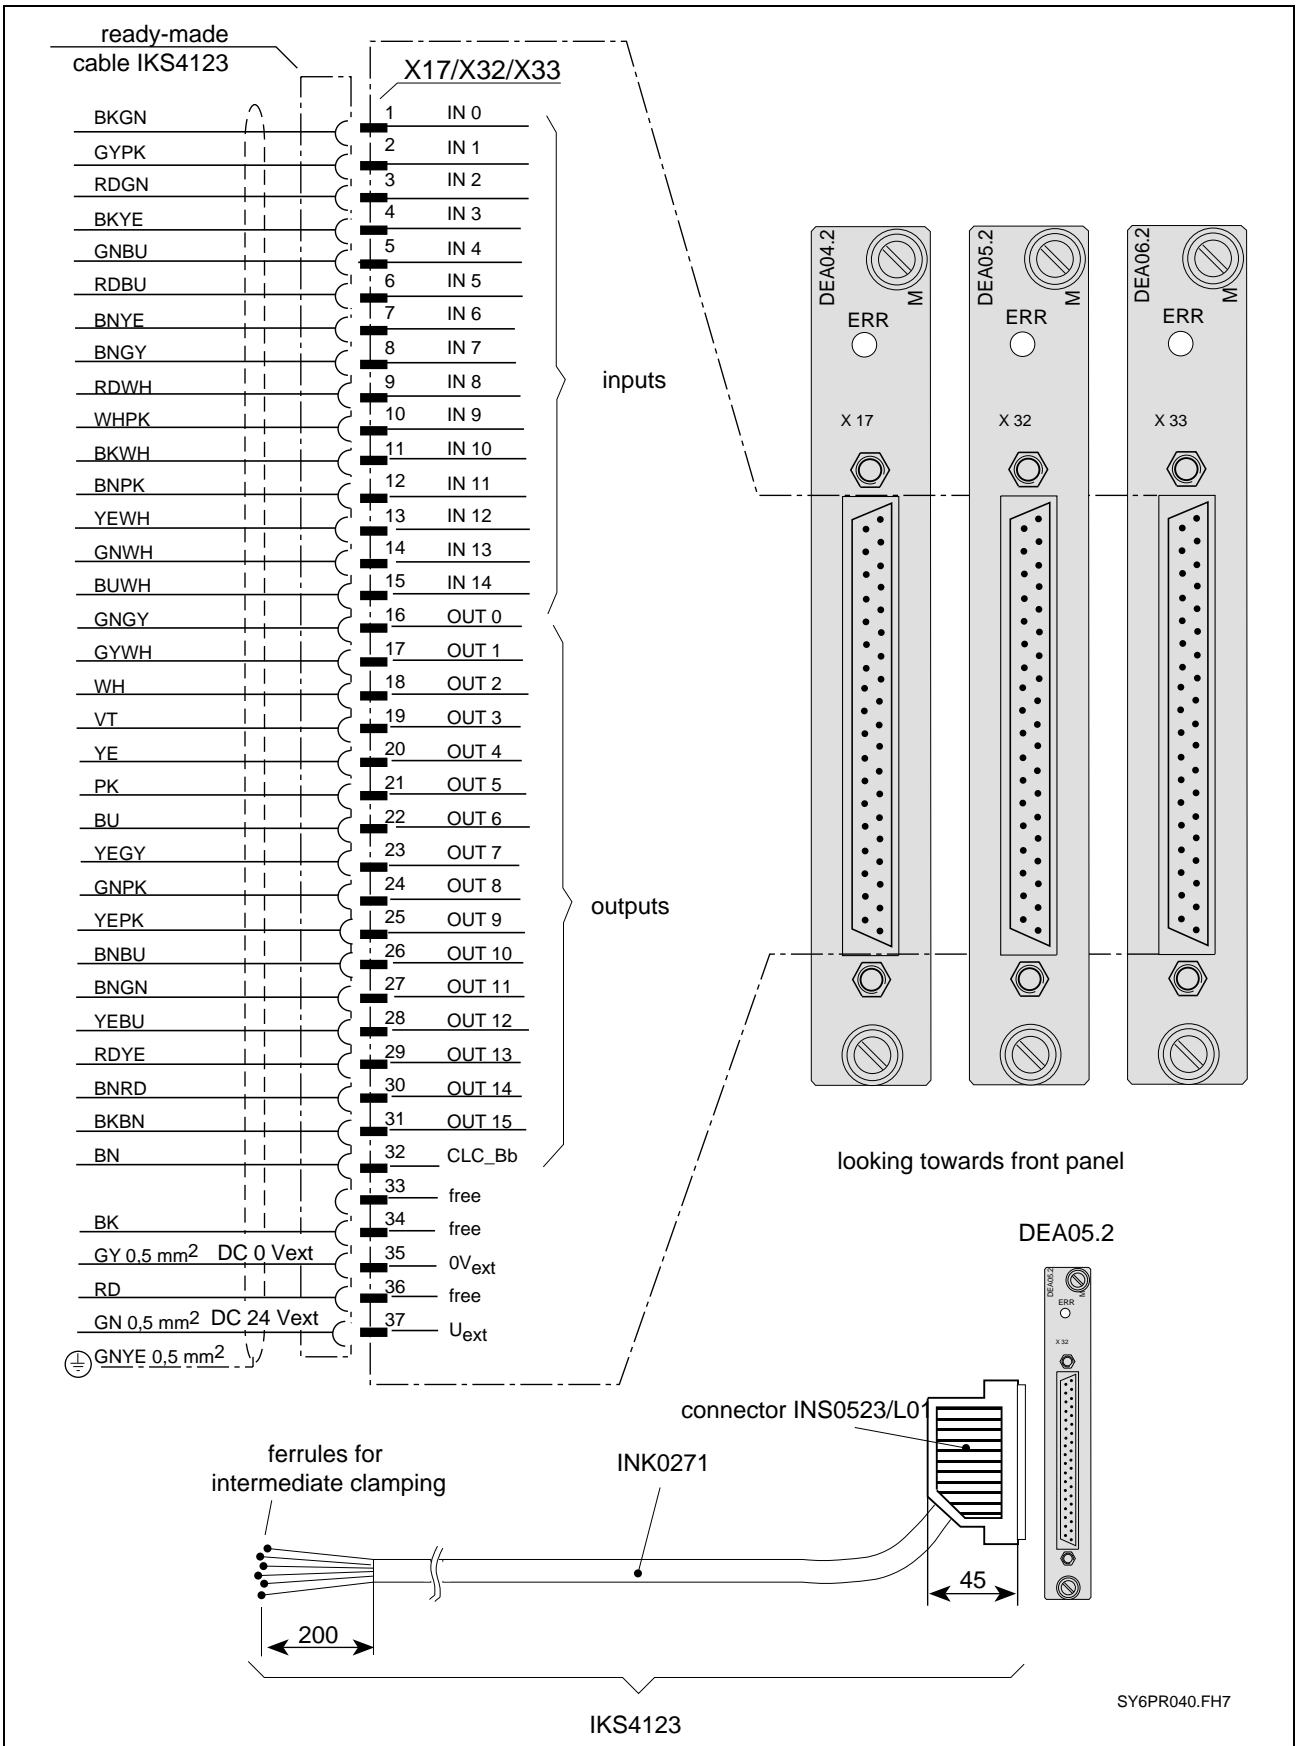 ready-made
cable IKS4123
X17/X32/X33
BKGN 1 IN 0
GYPK 2 IN 1
RDGN 3 IN 2
BKYE 4 IN 3
GNBU 5 IN 4
RDBU 6 IN 5
BNYE 7 IN 6
BNGY 8 IN 7
RDWH 9 IN 8
WHPK 10 IN 9
BKWH 11 IN 10
BNPK 12 IN 11
YEWH 13 IN 12
GNWH 14 IN 13
BUWH 15 IN 14
inputs
GNGY 16 OUT 0
GYWH 17 OUT 1
WH 18 OUT 2
VT 19 OUT 3
YE 20 OUT 4
PK 21 OUT 5
BU 22 OUT 6
YEGY 23 OUT 7
GNPK 24 OUT 8
YEPK 25 OUT 9
BNBU 26 OUT 10
BNGN 27 OUT 11
YEBU 28 OUT 12
RDYE 29 OUT 13
BNRD 30 OUT 14
BKBN 31 OUT 15
BN 32 CLC_Bb
outputs
33 free
BK 34 free
GY 0,5 mm2 DC 0 Vext 35 0Vext
RD 36 free
GN 0,5 mm2 DC 24 Vext 37 Uext
GNYE 0,5 mm2
DEA04.2
M
ERR
X 17
DEA05.2
M
ERR
X 32
DEA06.2
M
ERR
X 33
looking towards front panel
DEA05.2
DEA05.2
M
ERR
X 32
connector INS0523/L01
ferrules for
intermediate clamping
INK0271
45
200
IKS4123
SY6PR040.FH7